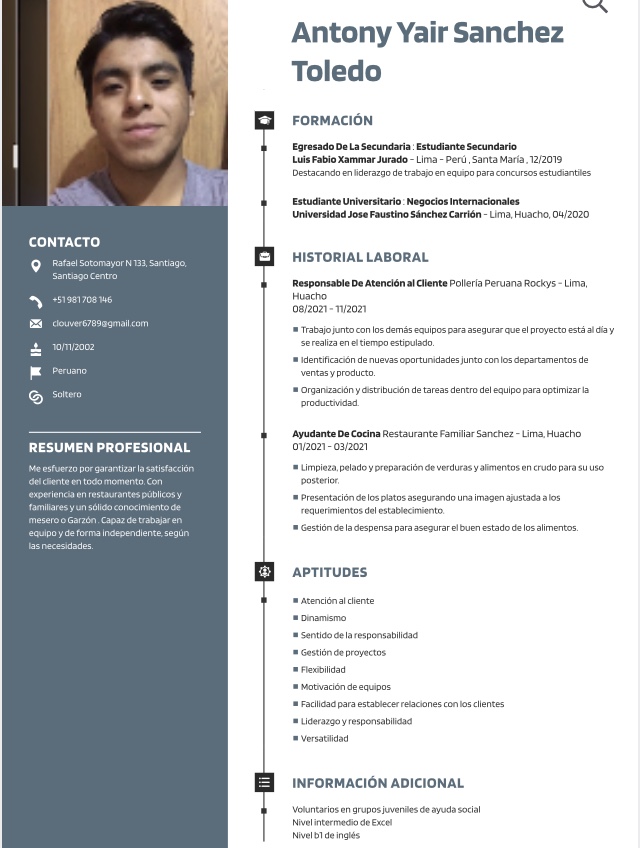 Antony Yair Sanchez
Toledo
CONTACTO
Rafael Sotomayor N 133, Santiago,
Santiago Centro
+51 981 708 146
clouver6789@gmail.com
10/11/2002
Peruano
Soltero
RESUMEN PROFESIONAL
Me esfuerzo por garantizar la satisfacción
del cliente en todo momento. Con
experiencia en restaurantes públicos y
familiares y un sólido conocimiento de
mesero o Garzón . Capaz de trabajar en
equipo y de forma independiente, según
las necesidades.
FORMACIÓN
Egresado De La Secundaria : Estudiante Secundario
Luis Fabio Xammar Jurado - Lima - Perú , Santa María , 12/2019
Destacando en liderazgo de trabajo en equipo para concursos estudiantiles
Estudiante Universitario : Negocios Internacionales
Universidad Jose Faustino Sánchez Carrión - Lima, Huacho, 04/2020
HISTORIAL LABORAL
Responsable De Atención al Cliente Pollería Peruana Rockys - Lima,
Huacho
08/2021 - 11/2021
Trabajo junto con los demás equipos para asegurar que el proyecto está al día y
se realiza en el tiempo estipulado.
Identificación de nuevas oportunidades junto con los departamentos de
ventas y producto.
Organización y distribución de tareas dentro del equipo para optimizar la
productividad.
Ayudante De Cocina Restaurante Familiar Sanchez - Lima, Huacho
01/2021 - 03/2021
Limpieza, pelado y preparación de verduras y alimentos en crudo para su uso
posterior.
Presentación de los platos asegurando una imagen ajustada a los
requerimientos del establecimiento.
Gestión de la despensa para asegurar el buen estado de los alimentos.
APTITUDES
Atención al cliente
Dinamismo
Sentido de la responsabilidad
Gestión de proyectos
Flexibilidad
Motivación de equipos
Facilidad para establecer relaciones con los clientes
Liderazgo y responsabilidad
Versatilidad
INFORMACIÓN ADICIONAL
Voluntarios en grupos juveniles de ayuda social
Nivel intermedio de Excel
Nivel b1 de inglés